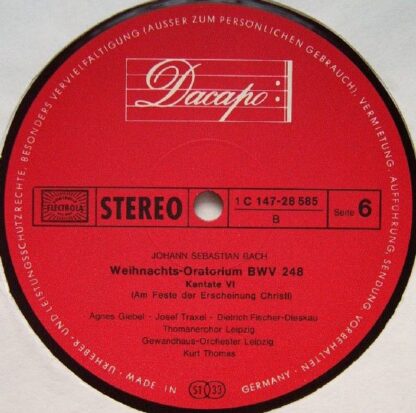 Dacapo
ELECTROLA
STEREO
1 C 147-28 585
B
Seite 6
JOHANN SEBASTIAN BACH
Weihnachts-Oratorium BWV 248
Kantate VI
(Am Feste der Erscheinung Christi)
Agnes Giebel - Josef Traxel - Dietrich Fischer-Dieskau
Thomanerchor Leipzig
Gewandhaus-Orchester Leipzig
Kurt Thomas
ST 33
URHEBER- UND LEISTUNGSSCHUTZRECHTE, BESONDERS VERVIELFÄLTIGUNG (AUSSER ZUM PERSÖNLICHEN GEBRAUCH), VERMIETUNG, AUFFÜHRUNG, SENDUNG VORBEHALTEN · MADE IN GERMANY ·